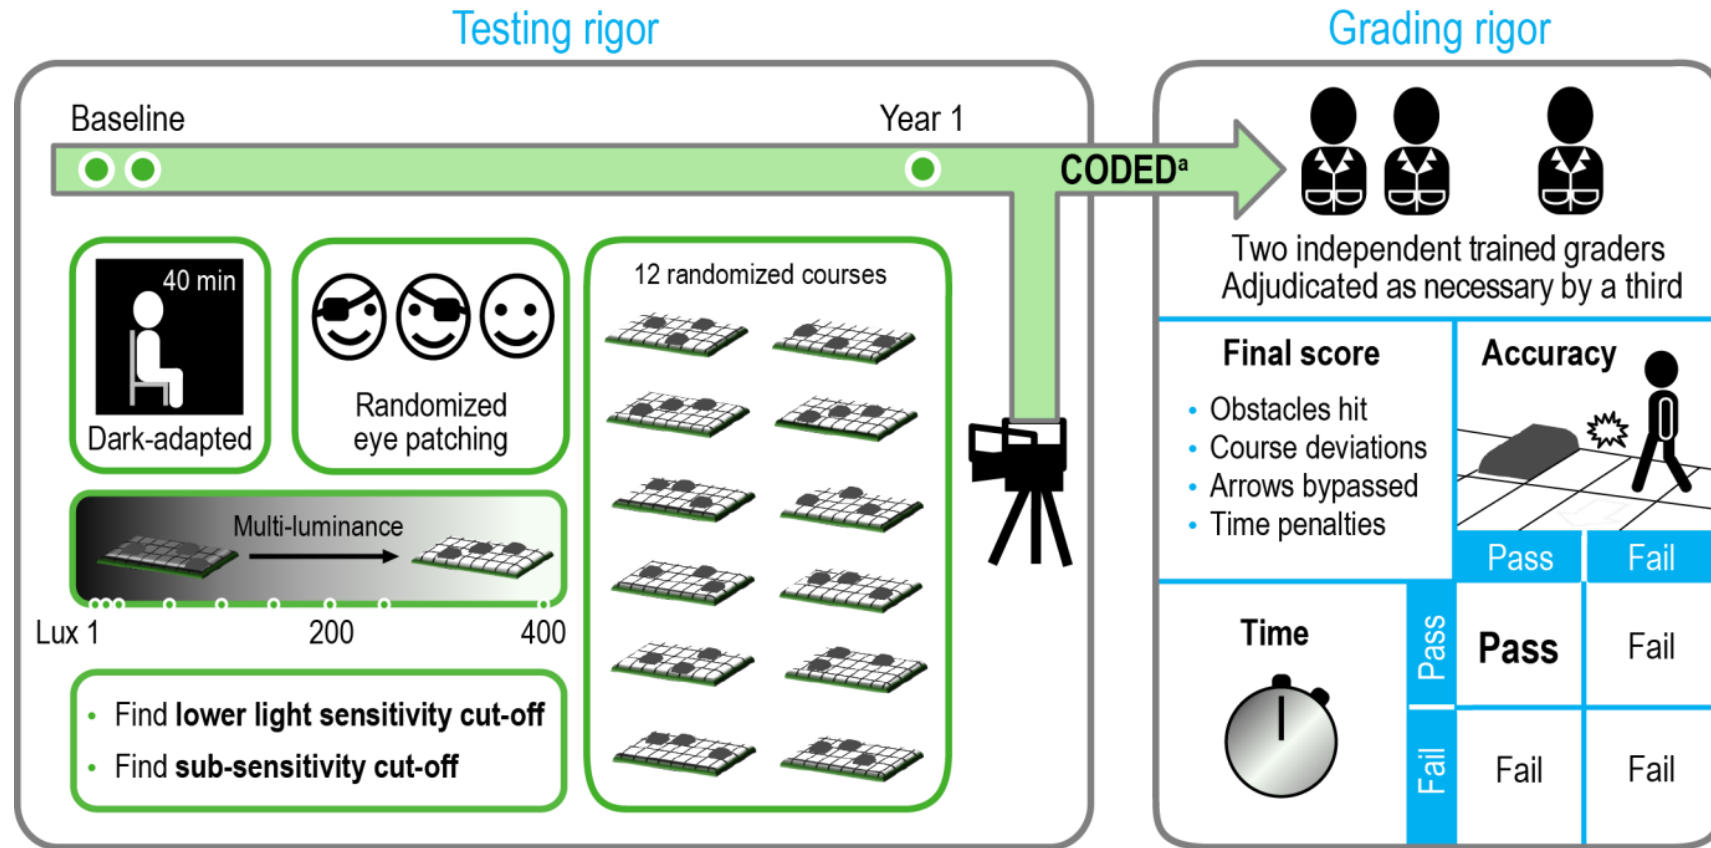 Testing rigor
Grading rigor
Baseline
Year 1
CODEDᵃ
40 min
Dark-adapted
Randomized
eye patching
12 randomized courses
Multi-luminance
Lux 1
200
400
• Find lower light sensitivity cut-off
• Find sub-sensitivity cut-off
Two independent trained graders
Adjudicated as necessary by a third
Final score
• Obstacles hit
• Course deviations
• Arrows bypassed
• Time penalties
Accuracy
Pass
Fail
Time
Pass
Pass
Fail
Fail
Fail
Fail